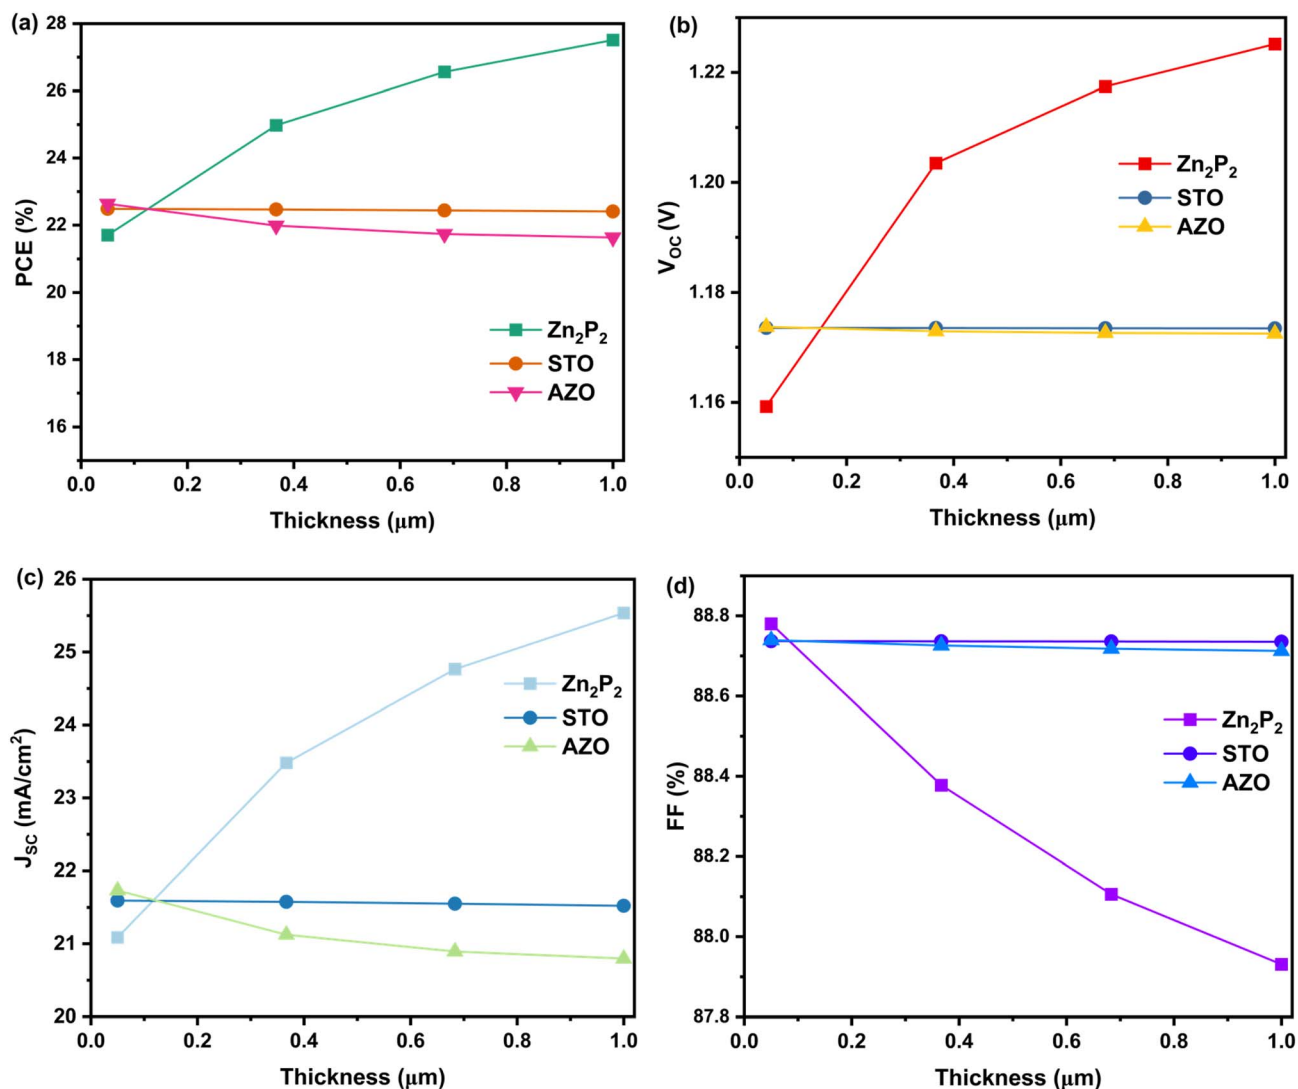 (a)
PCE (%)
28
26
24
22
20
18
16
0.0 0.2 0.4 0.6 0.8 1.0
Thickness (μm)
Zn₂P₂
STO
AZO
(b)
V_OC (V)
1.22
1.20
1.18
1.16
0.0 0.2 0.4 0.6 0.8 1.0
Thickness (μm)
Zn₂P₂
STO
AZO
(c)
J_SC (mA/cm²)
26
25
24
23
22
21
20
0.0 0.2 0.4 0.6 0.8 1.0
Thickness (μm)
Zn₂P₂
STO
AZO
(d)
FF (%)
88.8
88.6
88.4
88.2
88.0
87.8
0.0 0.2 0.4 0.6 0.8 1.0
Thickness (μm)
Zn₂P₂
STO
AZO